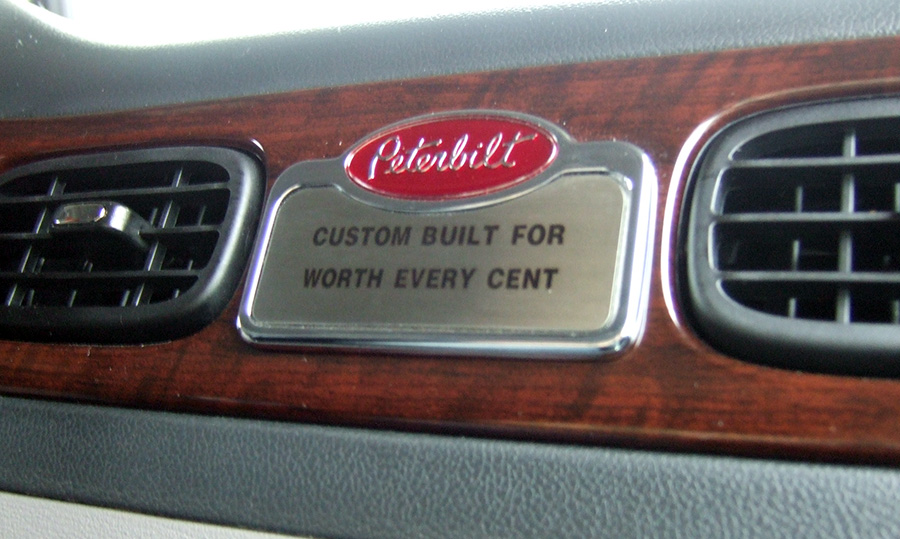 Peterbilt
CUSTOM BUILT FOR
WORTH EVERY CENT